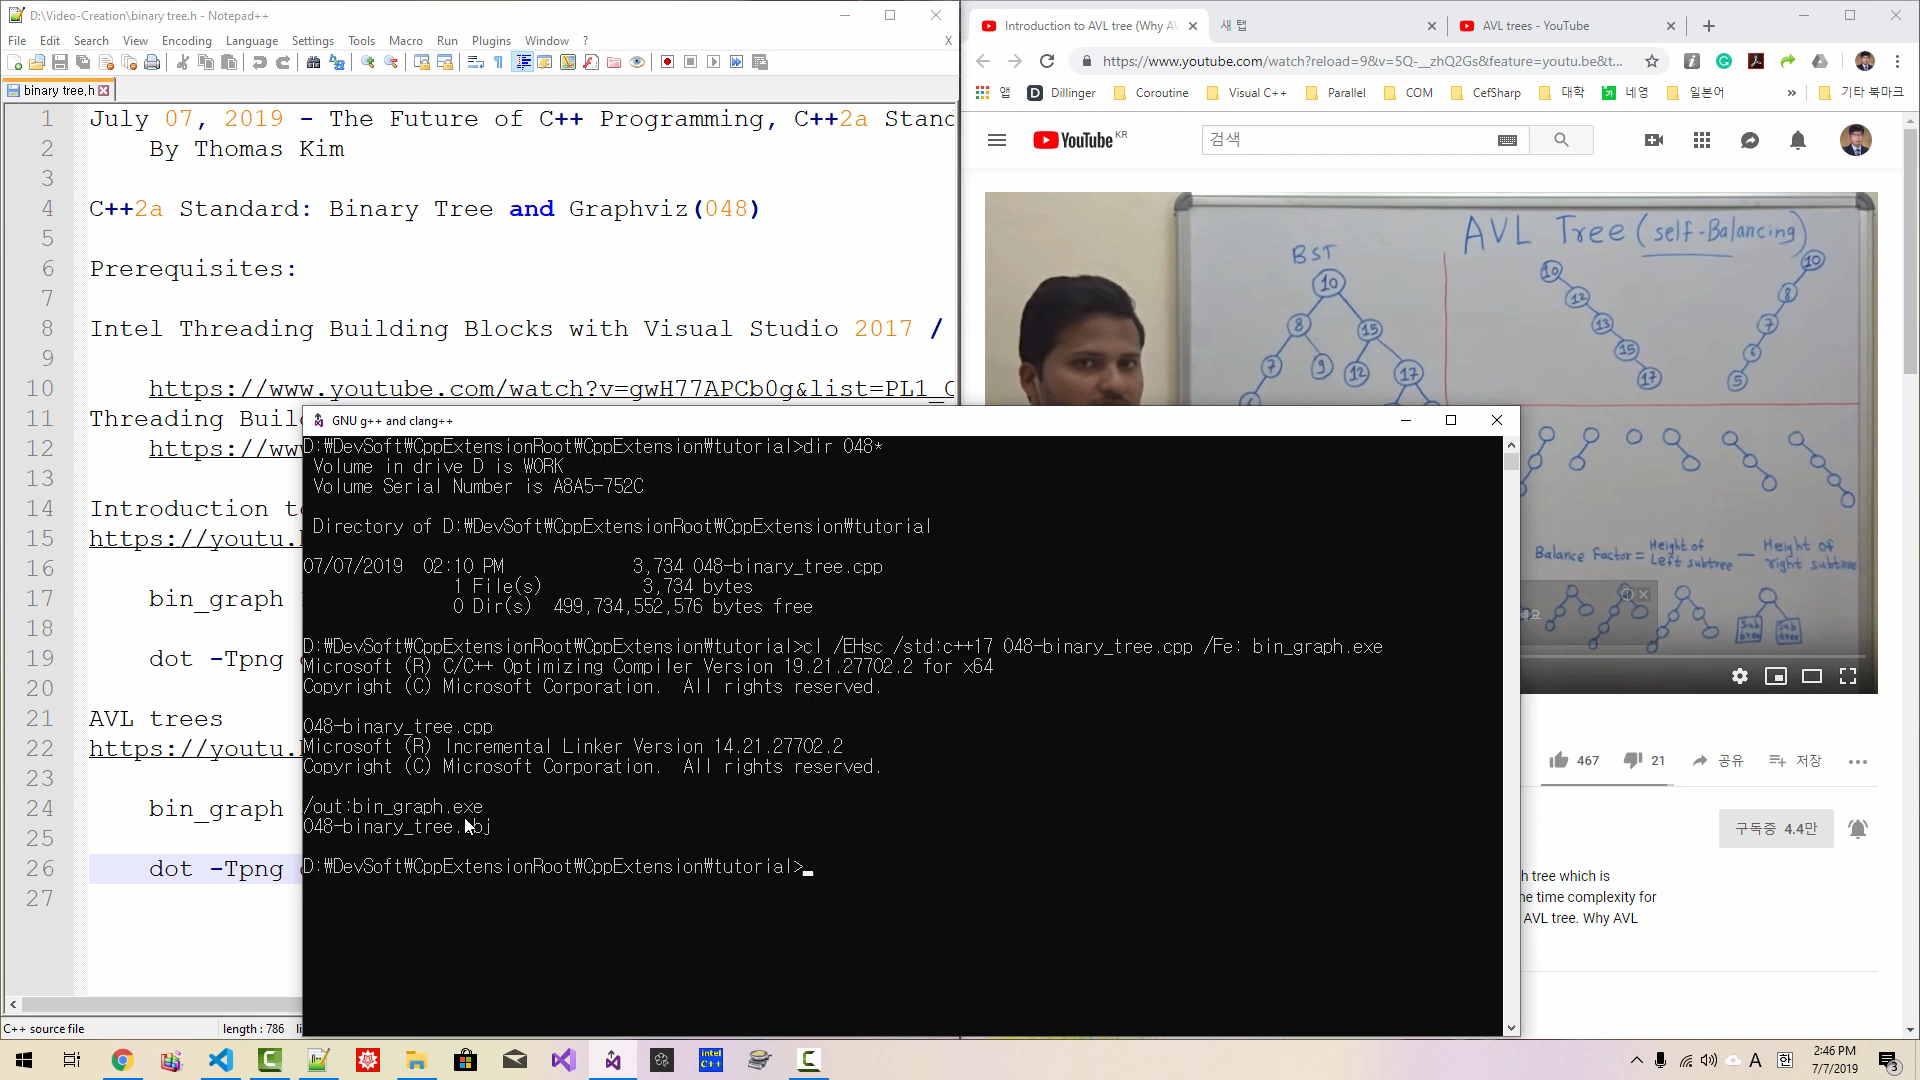 D:\Video-Creation\binary tree.h - Notepad++
File Edit Search View Encoding Language Settings Tools Macro Run Plugins Window ? X
binary tree.h
1 July 07, 2019 - The Future of C++ Programming, C++2a Stand
2 By Thomas Kim
3
4 C++2a Standard: Binary Tree and Graphviz(048)
5
6 Prerequisites:
7
8 Intel Threading Building Blocks with Visual Studio 2017 /
9
10 https://www.youtube.com/watch?v=gwH77APCb0g&list=PL1_C
11 Threading Buil
12 https://www
13
14 Introduction to
15 https://youtu.b
16
17 bin_graph
18
19 dot -Tpng
20
21 AVL trees
22 https://youtu.b
23
24 bin_graph
25
26 dot -Tpng
27
C++ source file length : 786 li
Introduction to AVL tree (Why AV
새 탭
AVL trees - YouTube
https://www.youtube.com/watch?reload=9&v=5Q-__zhQ2Gs&feature=youtu.be&t...
앱 Dillinger Coroutine Visual C++ Parallel COM CefSharp 대학 네영 일본어 » 기타 북마크
YouTube KR
검색
AVL Tree (self-Balancing)
BST
10
8 15
7 9 12 17
10
12
13
15
17
10
8
7
6
5
Balance Factor = Height of Left subtree — Height of right subtree
Sub tree
Sub tree
GNU g++ and clang++
D:₩DevSoft₩CppExtensionRoot₩CppExtension₩tutorial>dir 048*
Volume in drive D is WORK
Volume Serial Number is A8A5-752C
Directory of D:₩DevSoft₩CppExtensionRoot₩CppExtension₩tutorial
07/07/2019 02:10 PM 3,734 048-binary_tree.cpp
1 File(s) 3,734 bytes
0 Dir(s) 499,734,552,576 bytes free
D:₩DevSoft₩CppExtensionRoot₩CppExtension₩tutorial>cl /EHsc /std:c++17 048-binary_tree.cpp /Fe: bin_graph.exe
Microsoft (R) C/C++ Optimizing Compiler Version 19.21.27702.2 for x64
Copyright (C) Microsoft Corporation. All rights reserved.
048-binary_tree.cpp
Microsoft (R) Incremental Linker Version 14.21.27702.2
Copyright (C) Microsoft Corporation. All rights reserved.
/out:bin_graph.exe
048-binary_tree.obj
D:₩DevSoft₩CppExtensionRoot₩CppExtension₩tutorial>
467 21 공유 저장
구독중 4.4만
h tree which is
he time complexity for
AVL tree. Why AVL
intel C++
A 한
2:46 PM
7/7/2019
3